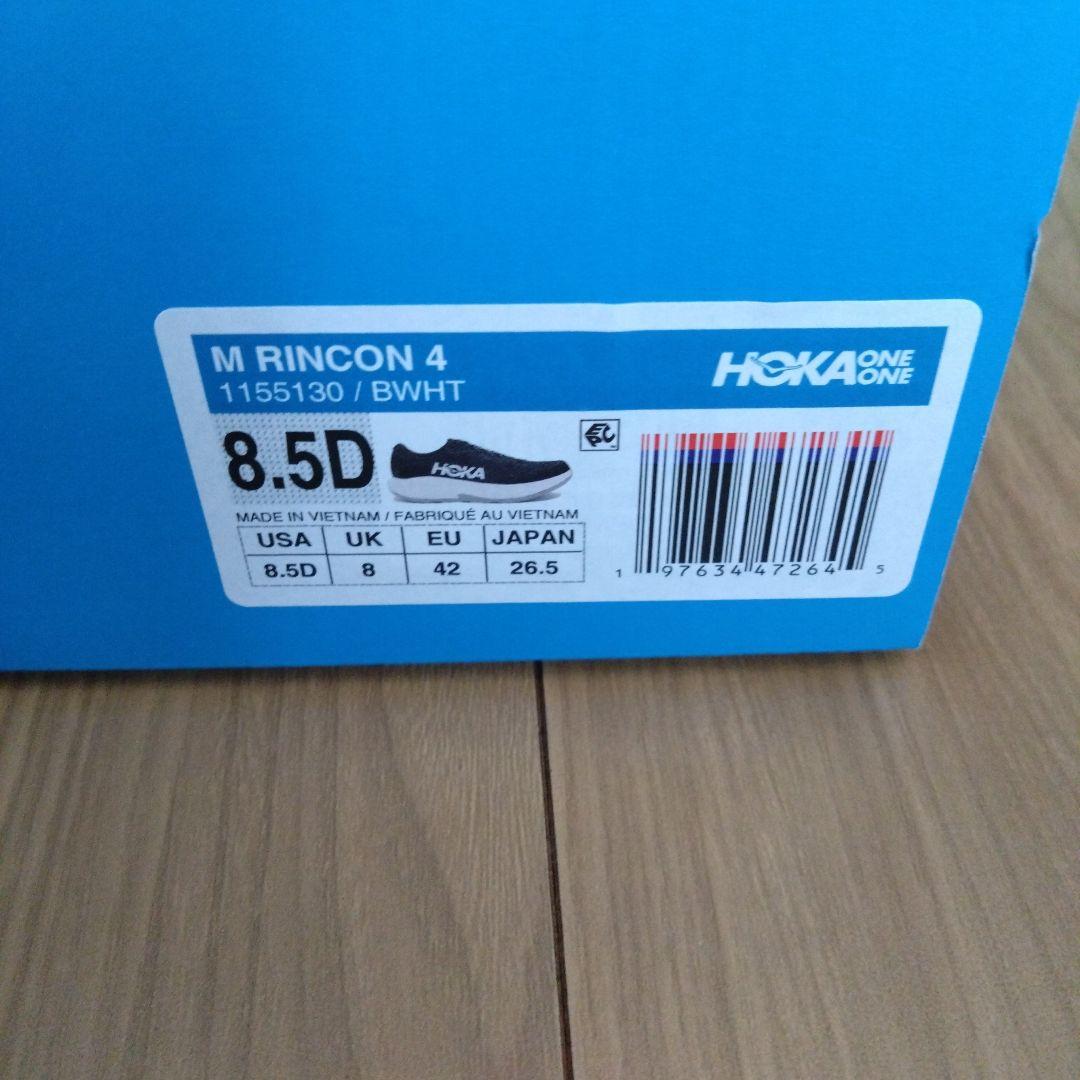 M RINCON 4
1155130 / BWHT
HOKA ONE ONE
8.5D
HOKA
EPC
MADE IN VIETNAM / FABRIQUÉ AU VIETNAM
USA UK EU JAPAN
8.5D 8 42 26.5
1 97634 47264 5